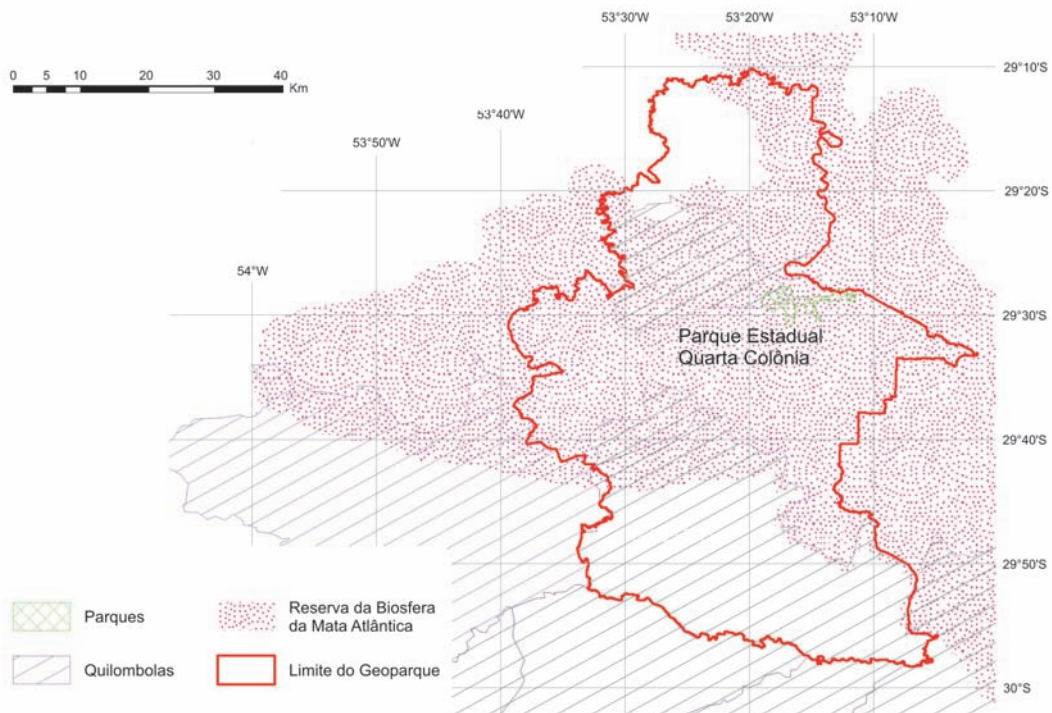 53°30'W
53°20'W
53°10'W
29°10'S
0
5
10
20
30
40
Km
53°40'W
53°50'W
29°20'S
54°W
29°30'S
Parque Estadual
Quarta Colônia
29°40'S
29°50'S
Parques
Reserva da Biosfera
da Mata Atlântica
Quilombolas
Limite do Geoparque
30°S